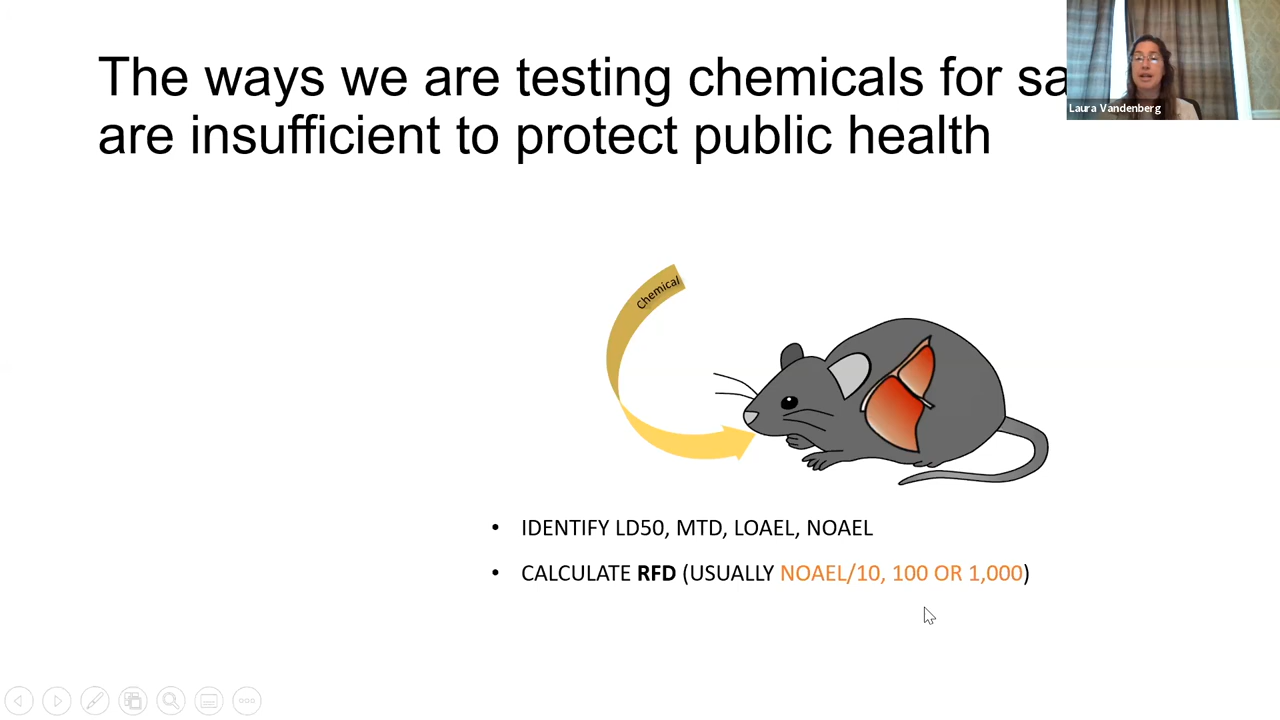 The ways we are testing chemicals for sa
are insufficient to protect public health
Laura Vandenberg
Chemical
• IDENTIFY LD50, MTD, LOAEL, NOAEL
• CALCULATE RFD (USUALLY NOAEL/10, 100 OR 1,000)